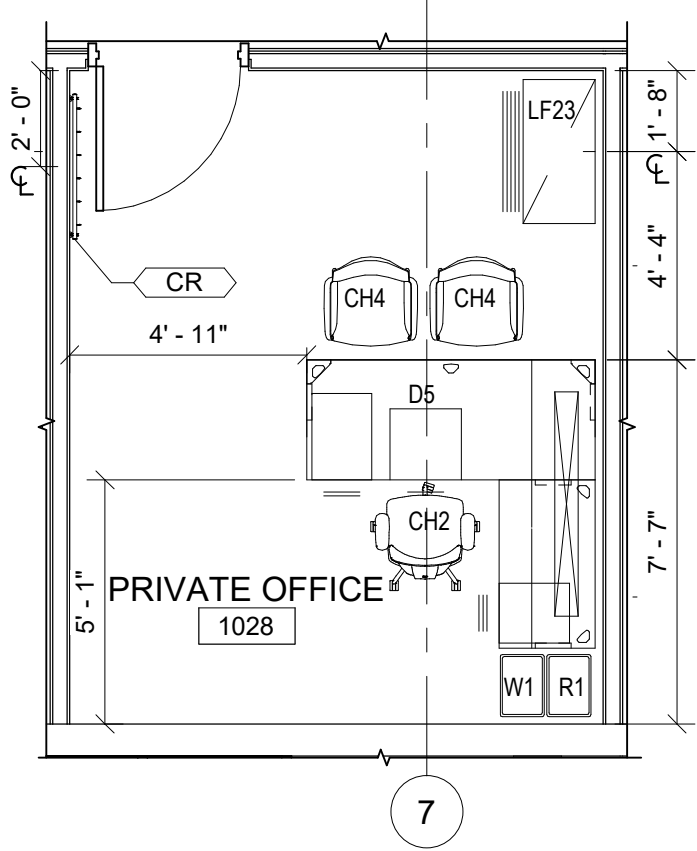 2' - 0"
℄
LF23
1' - 8"
℄
CR
CH4
CH4
4' - 4"
4' - 11"
D5
CH2
7' - 7"
5' - 1"
PRIVATE OFFICE
1028
W1
R1
7